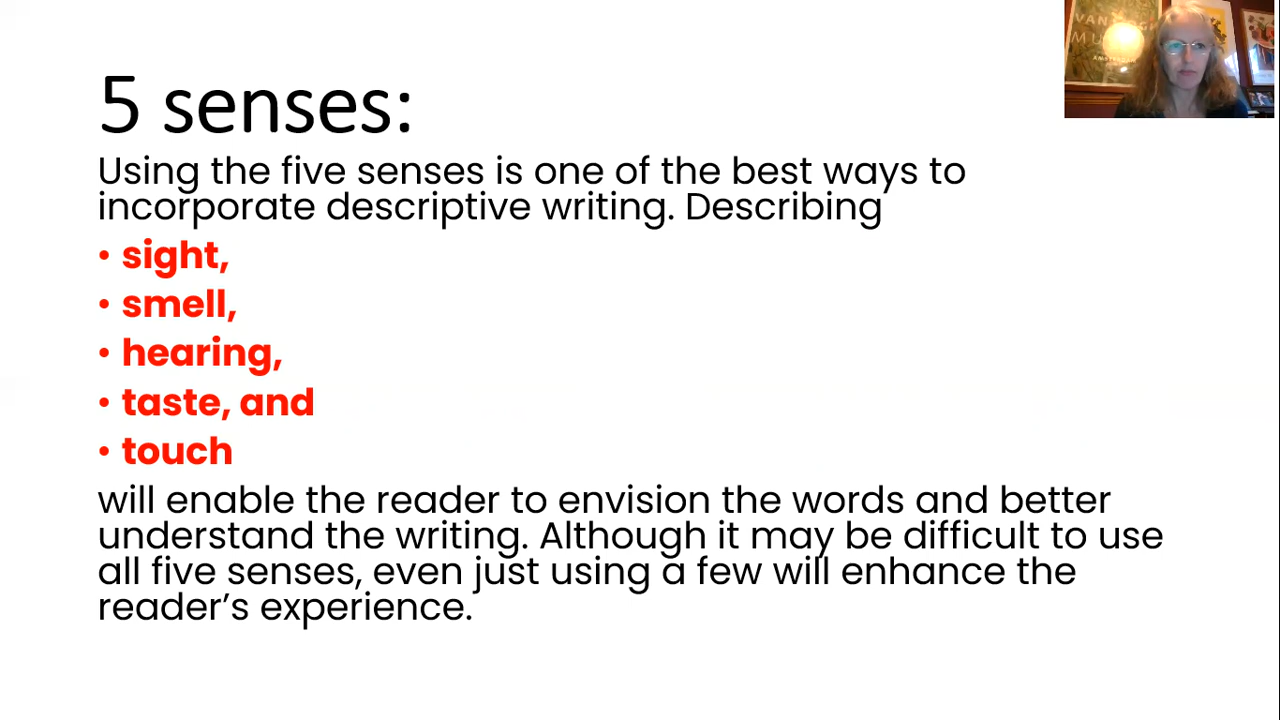 5 senses:
Using the five senses is one of the best ways to
incorporate descriptive writing. Describing
• sight,
• smell,
• hearing,
• taste, and
• touch
will enable the reader to envision the words and better
understand the writing. Although it may be difficult to use
all five senses, even just using a few will enhance the
reader’s experience.